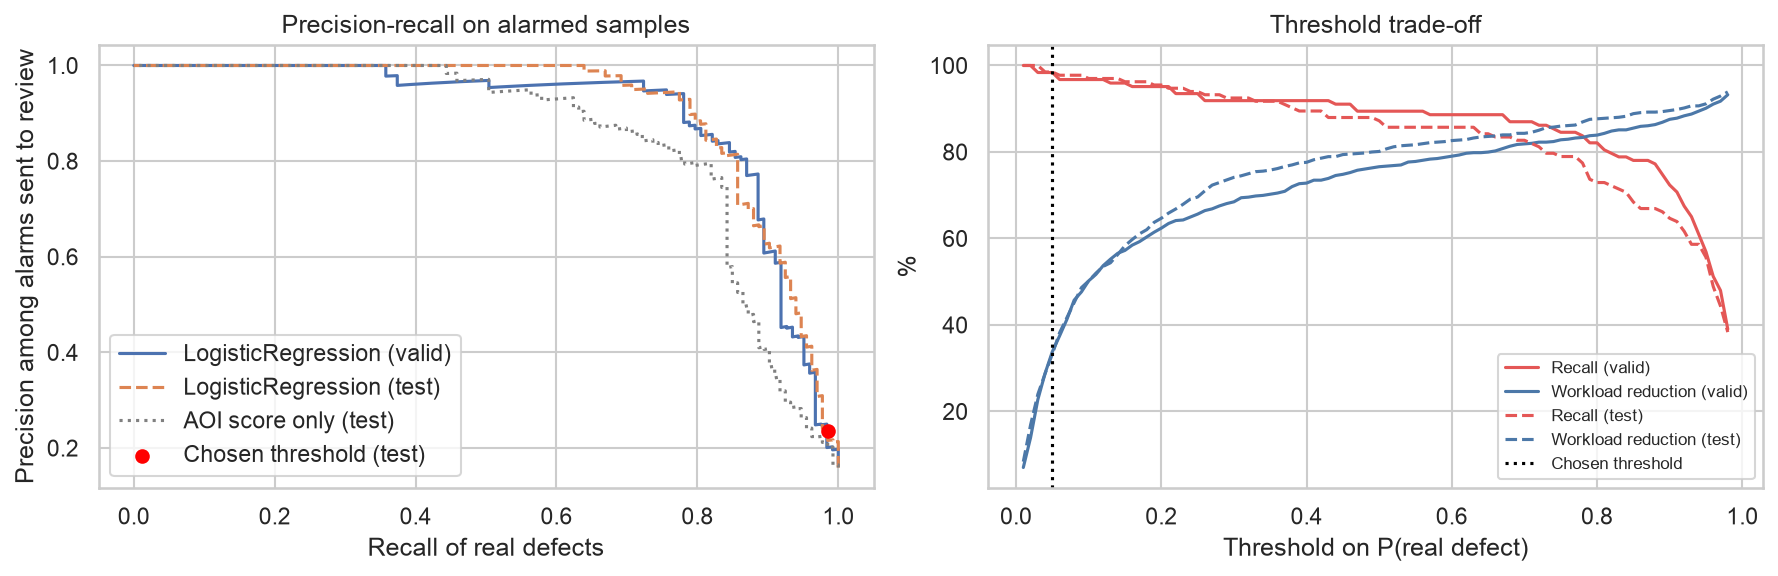 Precision-recall on alarmed samples
Precision among alarms sent to review
1.0
0.8
0.6
0.4
0.2
LogisticRegression (valid)
LogisticRegression (test)
AOI score only (test)
Chosen threshold (test)
0.0 0.2 0.4 0.6 0.8 1.0
Recall of real defects
Threshold trade-off
%
100
80
60
40
20
Recall (valid)
Workload reduction (valid)
Recall (test)
Workload reduction (test)
Chosen threshold
0.0 0.2 0.4 0.6 0.8 1.0
Threshold on P(real defect)